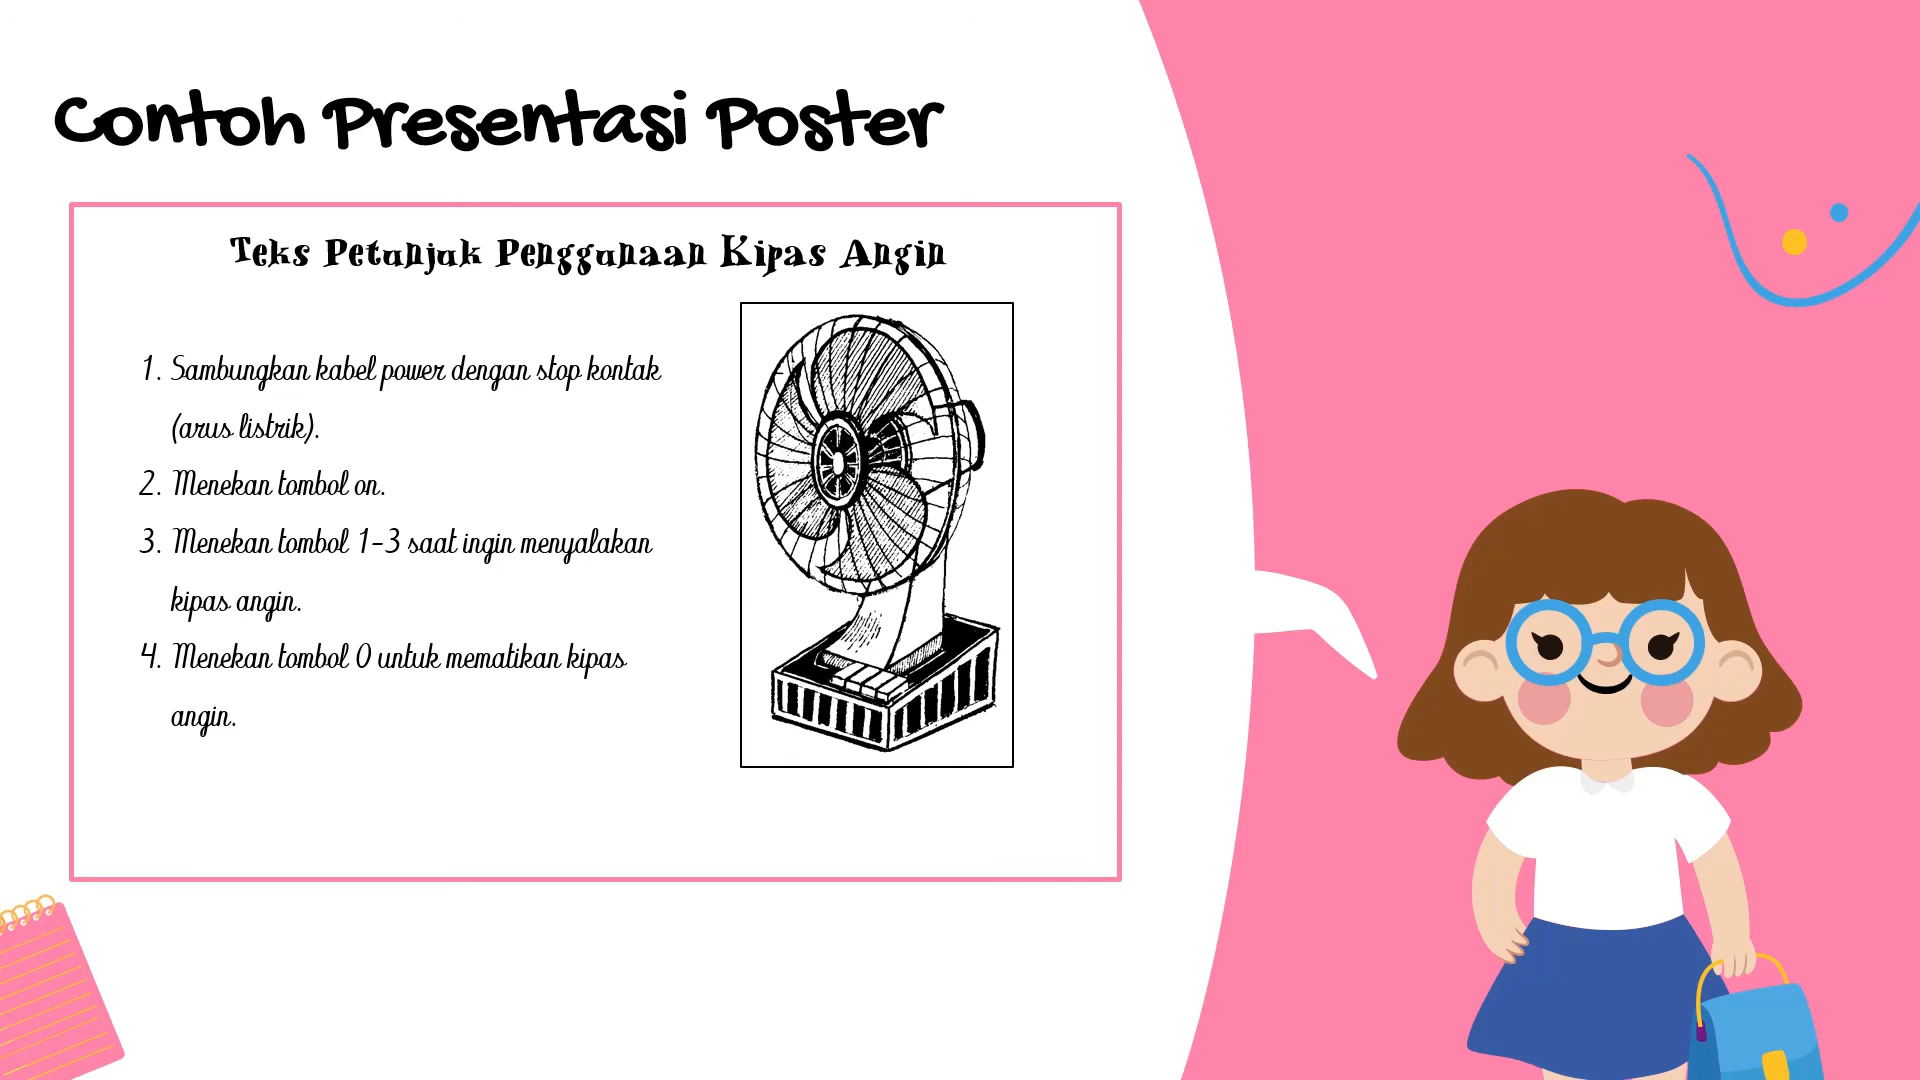 Contoh Presentasi Poster
Teks Petunjuk Penggunaan Kipas Angin
1. Sambungkan kabel power dengan stop kontak
(arus listrik).
2. Menekan tombol on.
3. Menekan tombol 1-3 saat ingin menyalakan
kipas angin.
4. Menekan tombol 0 untuk mematikan kipas
angin.